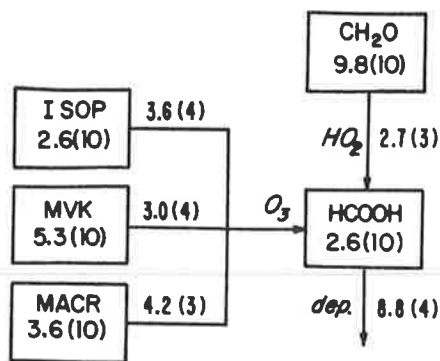 CH₂O
9.8(10)
I SOP
2.6(10)
3.6(4)
HO₂ 2.7(3)
MVK
5.3(10)
3.0(4)
O₃
HCOOH
2.6(10)
MACR
3.6(10)
4.2(3)
dep. 8.8(4)